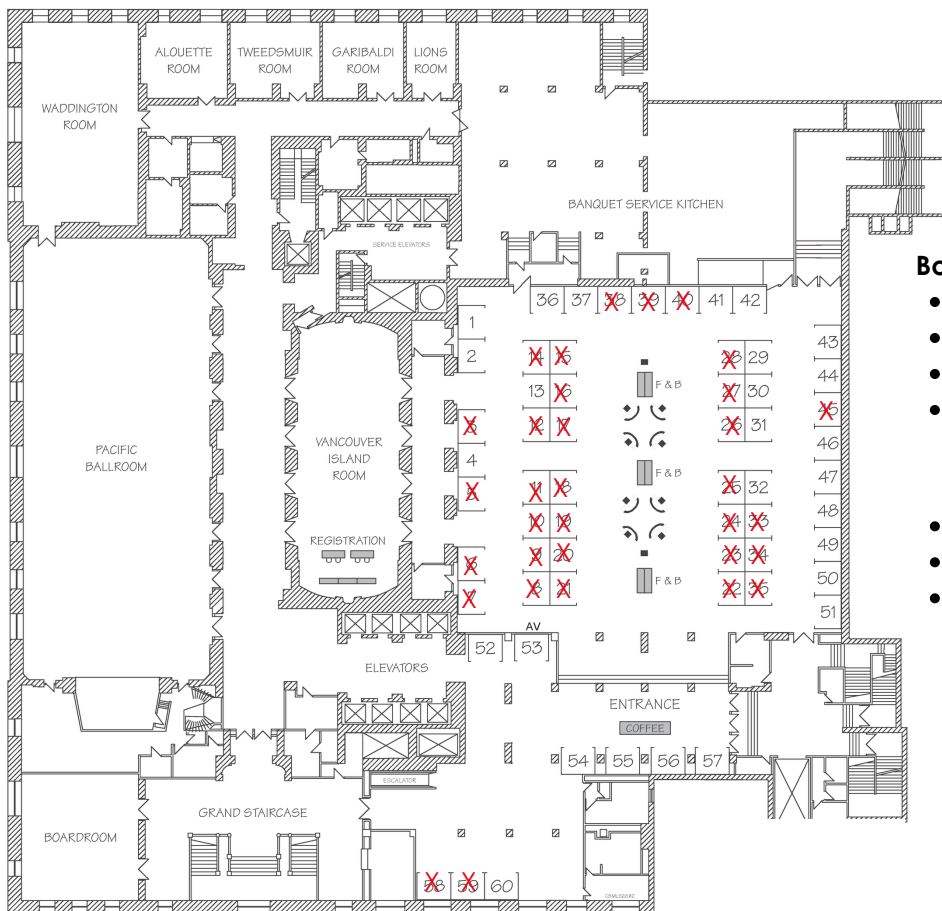 ALOUETTE
ROOM
TWEEDSMUIR
ROOM
GARIBALDI
ROOM
LIONS
ROOM
WADDINGTON
ROOM
BANQUET SERVICE KITCHEN
SERVICE ELEVATORS
Bo
36 37 38 39 40 41 42
1
2
3
4
5
6
7
14 15
13 16
12 17
11 18
10 19
9 20
8 21
F & B
F & B
F & B
28 29
27 30
26 31
25 32
24 33
23 34
22 35
43
44
45
46
47
48
49
50
51
PACIFIC
BALLROOM
VANCOUVER
ISLAND
ROOM
REGISTRATION
AV
52 53
ELEVATORS
ENTRANCE
COFFEE
54 55 56 57
ESCALATOR
GRAND STAIRCASE
BOARDROOM
58 59 60